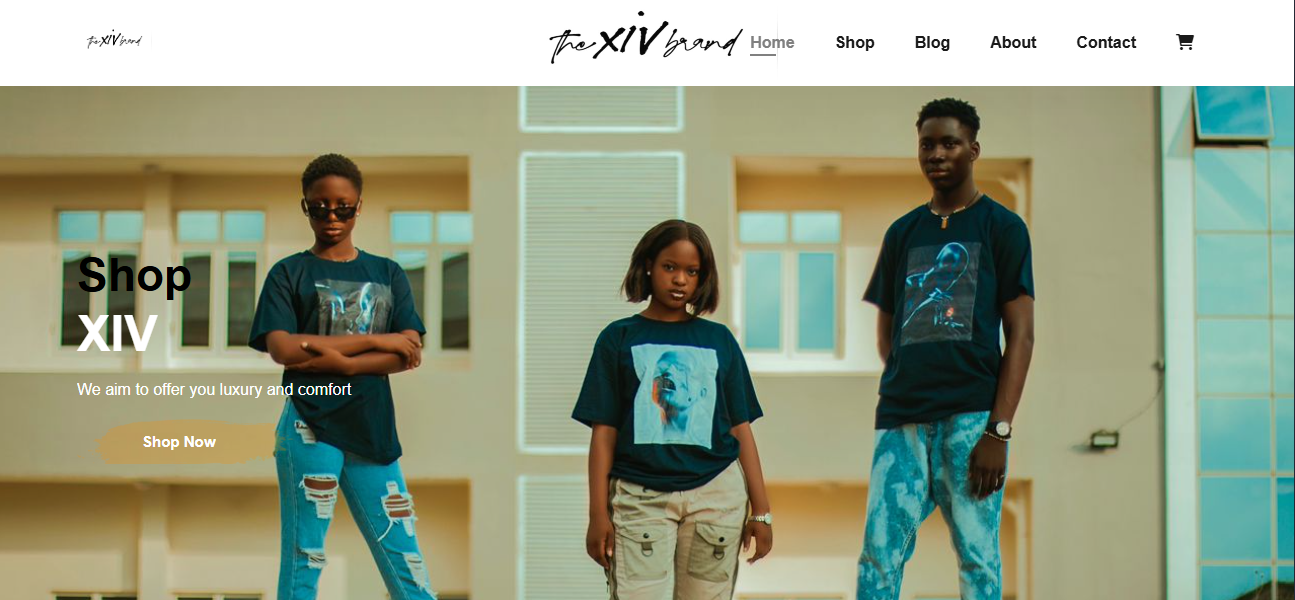 the XIV brand
the XIV brand
Home Shop Blog About Contact
Shop
XIV
We aim to offer you luxury and comfort
Shop Now